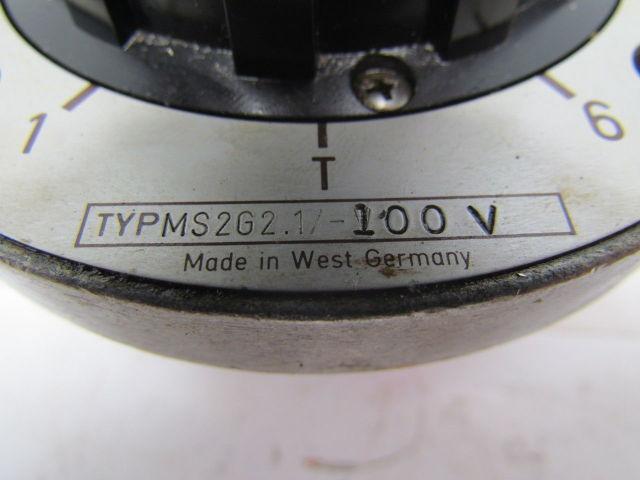 1
6
T
TYPMS2G2.1/-100 V
Made in West Germany